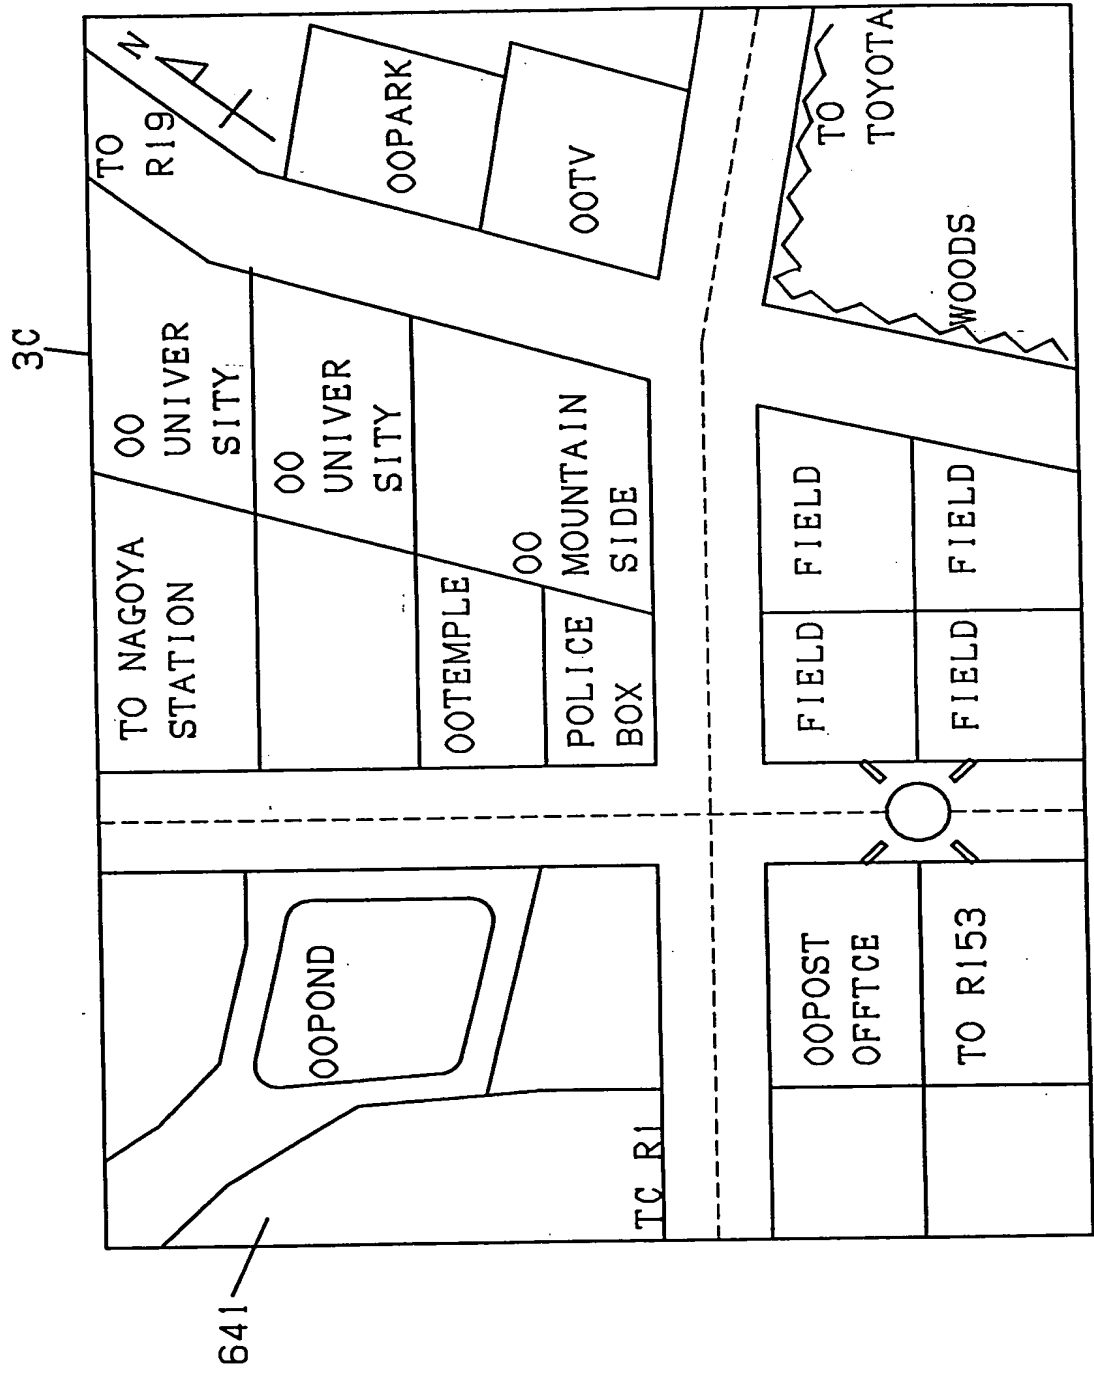 3C
641
TO NAGOYA
STATION
OO
UNIVER
SITY
TO
R19
N
OOPOND
OO
UNIVER
SITY
OOPARK
OOTEMPLE
OO
MOUNTAIN
SIDE
POLICE
BOX
OOTV
TC R1
OOPOST
OFFTCE
FIELD
FIELD
TO
TOYOTA
TO R153
FIELD
FIELD
WOODS